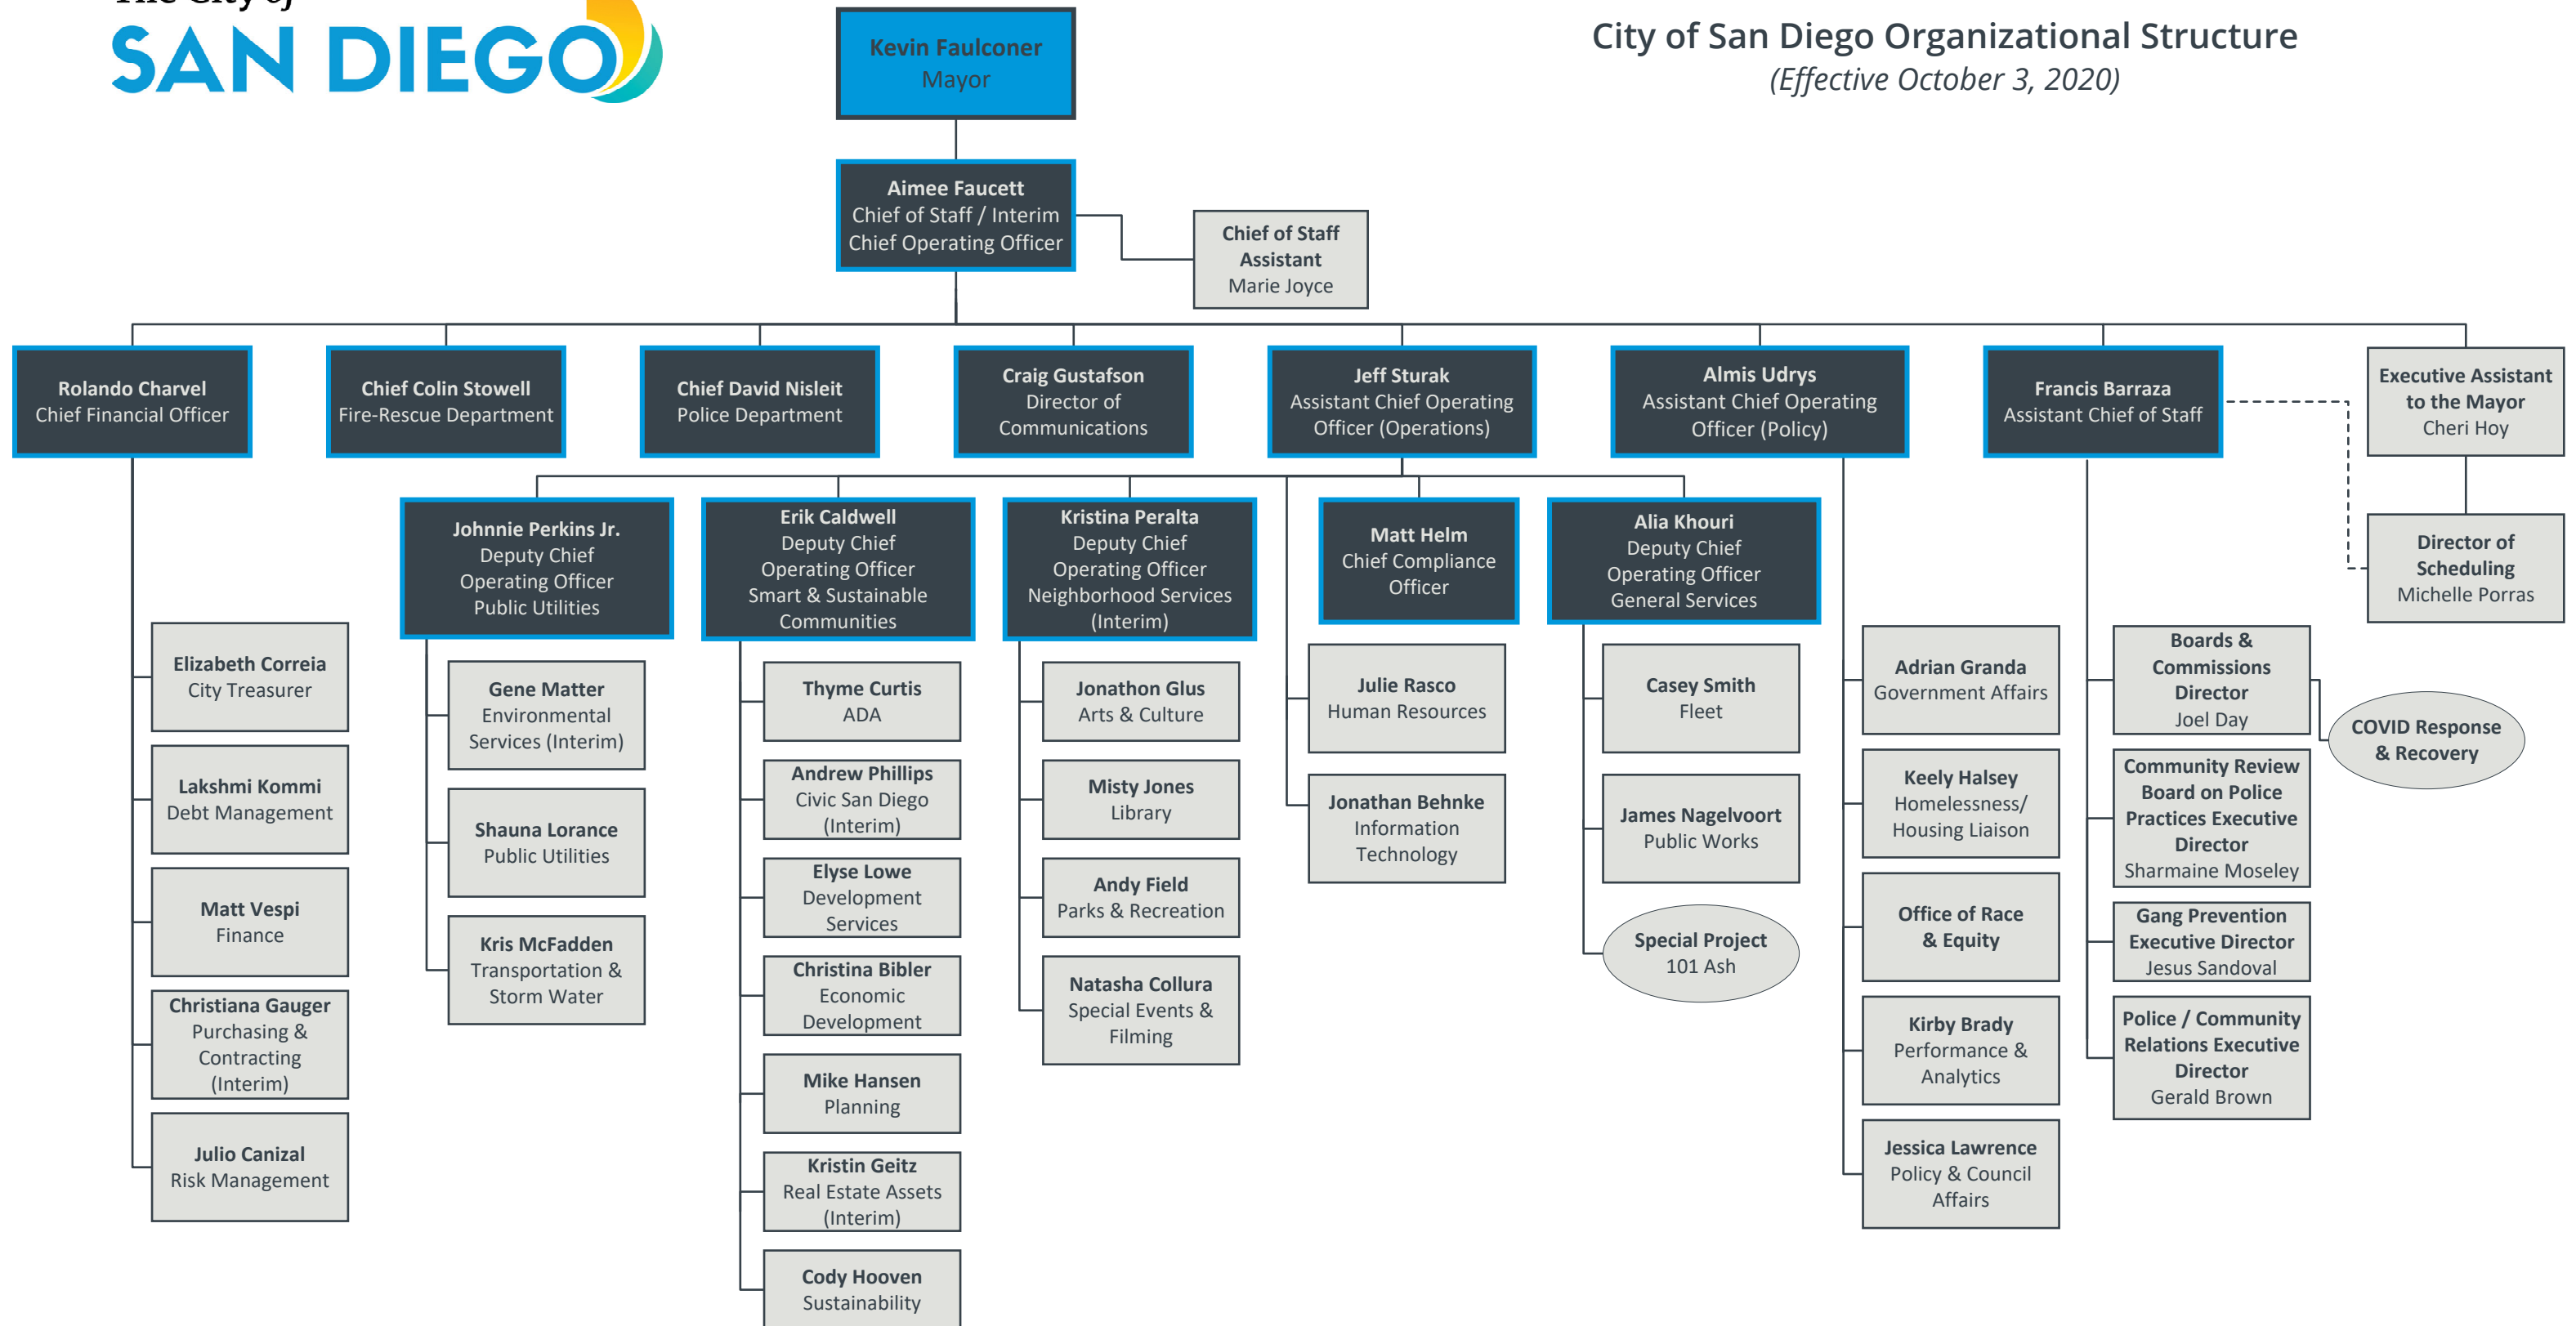 The City of
SAN DIEGO
City of San Diego Organizational Structure
(Effective October 3, 2020)
Kevin Faulconer
Mayor
Aimee Faucett
Chief of Staff / Interim
Chief Operating Officer
Chief of Staff
Assistant
Marie Joyce
Rolando Charvel
Chief Financial Officer
Chief Colin Stowell
Fire-Rescue Department
Chief David Nisleit
Police Department
Craig Gustafson
Director of
Communications
Jeff Sturak
Assistant Chief Operating
Officer (Operations)
Almis Udrys
Assistant Chief Operating
Officer (Policy)
Francis Barraza
Assistant Chief of Staff
Executive Assistant
to the Mayor
Cheri Hoy
Director of
Scheduling
Michelle Porras
Johnnie Perkins Jr.
Deputy Chief
Operating Officer
Public Utilities
Erik Caldwell
Deputy Chief
Operating Officer
Smart & Sustainable
Communities
Kristina Peralta
Deputy Chief
Operating Officer
Neighborhood Services
(Interim)
Matt Helm
Chief Compliance
Officer
Alia Khouri
Deputy Chief
Operating Officer
General Services
Elizabeth Correia
City Treasurer
Lakshmi Kommi
Debt Management
Matt Vespi
Finance
Christiana Gauger
Purchasing &
Contracting
(Interim)
Julio Canizal
Risk Management
Gene Matter
Environmental
Services (Interim)
Shauna Lorance
Public Utilities
Kris McFadden
Transportation &
Storm Water
Thyme Curtis
ADA
Andrew Phillips
Civic San Diego
(Interim)
Elyse Lowe
Development
Services
Christina Bibler
Economic
Development
Mike Hansen
Planning
Kristin Geitz
Real Estate Assets
(Interim)
Cody Hooven
Sustainability
Jonathon Glus
Arts & Culture
Misty Jones
Library
Andy Field
Parks & Recreation
Natasha Collura
Special Events &
Filming
Julie Rasco
Human Resources
Jonathan Behnke
Information
Technology
Casey Smith
Fleet
James Nagelvoort
Public Works
Special Project
101 Ash
Adrian Granda
Government Affairs
Keely Halsey
Homelessness/
Housing Liaison
Office of Race
& Equity
Kirby Brady
Performance &
Analytics
Jessica Lawrence
Policy & Council
Affairs
Boards &
Commissions
Director
Joel Day
COVID Response
& Recovery
Community Review
Board on Police
Practices Executive
Director
Sharmaine Moseley
Gang Prevention
Executive Director
Jesus Sandoval
Police / Community
Relations Executive
Director
Gerald Brown